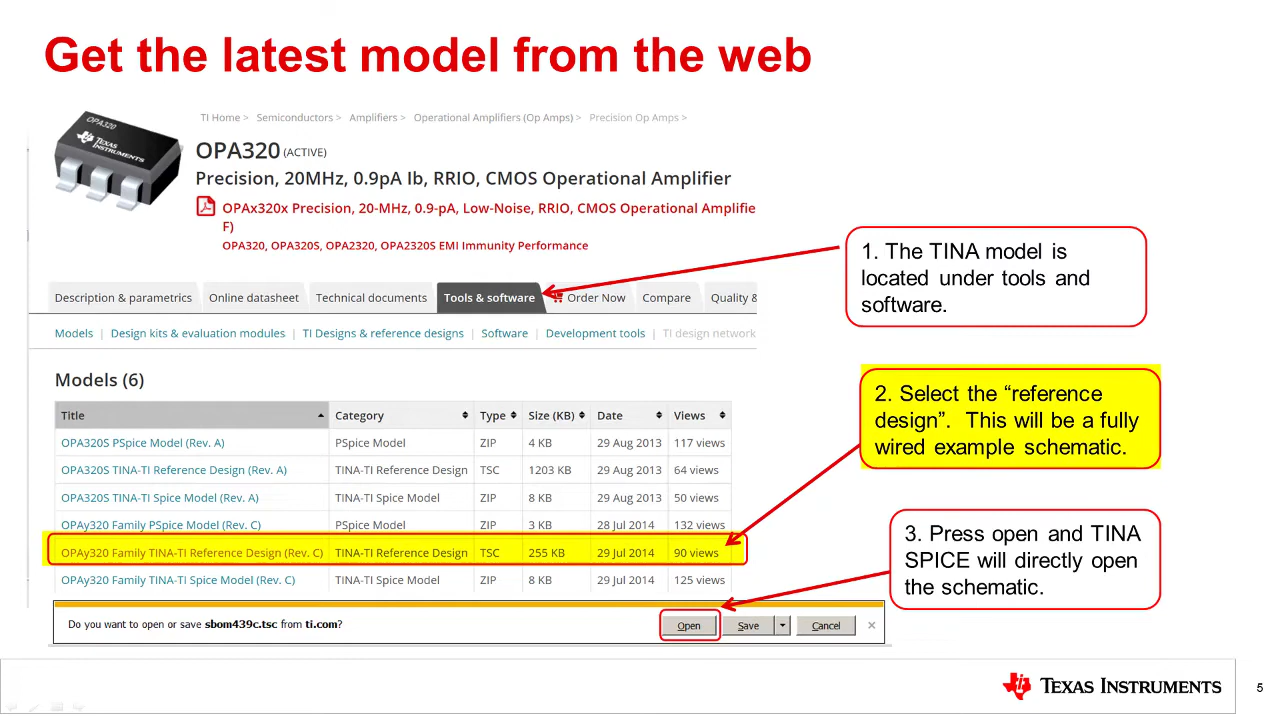 Get the latest model from the web
OPA320
TEXAS
INSTRUMENTS
TI Home > Semiconductors > Amplifiers > Operational Amplifiers (Op Amps) > Precision Op Amps >
OPA320 (ACTIVE)
Precision, 20MHz, 0.9pA Ib, RRIO, CMOS Operational Amplifier
OPAx320x Precision, 20-MHz, 0.9-pA, Low-Noise, RRIO, CMOS Operational Amplifie
F)
OPA320, OPA320S, OPA2320, OPA2320S EMI Immunity Performance
1. The TINA model is
located under tools and
software.
Description & parametrics Online datasheet Technical documents Tools & software Order Now Compare Quality &
Models | Design kits & evaluation modules | TI Designs & reference designs | Software | Development tools | TI design network
Models (6)
Title Category Type Size (KB) Date Views
OPA320S PSpice Model (Rev. A) PSpice Model ZIP 4 KB 29 Aug 2013 117 views
OPA320S TINA-TI Reference Design (Rev. A) TINA-TI Reference Design TSC 1203 KB 29 Aug 2013 64 views
OPA320S TINA-TI Spice Model (Rev. A) TINA-TI Spice Model ZIP 8 KB 29 Aug 2013 50 views
OPAy320 Family PSpice Model (Rev. C) PSpice Model ZIP 3 KB 28 Jul 2014 132 views
OPAy320 Family TINA-TI Reference Design (Rev. C) TINA-TI Reference Design TSC 255 KB 29 Jul 2014 90 views
OPAy320 Family TINA-TI Spice Model (Rev. C) TINA-TI Spice Model ZIP 8 KB 29 Jul 2014 125 views
2. Select the “reference
design”. This will be a fully
wired example schematic.
3. Press open and TINA
SPICE will directly open
the schematic.
Do you want to open or save sbom439c.tsc from ti.com? Open Save Cancel ×
TEXAS INSTRUMENTS
5